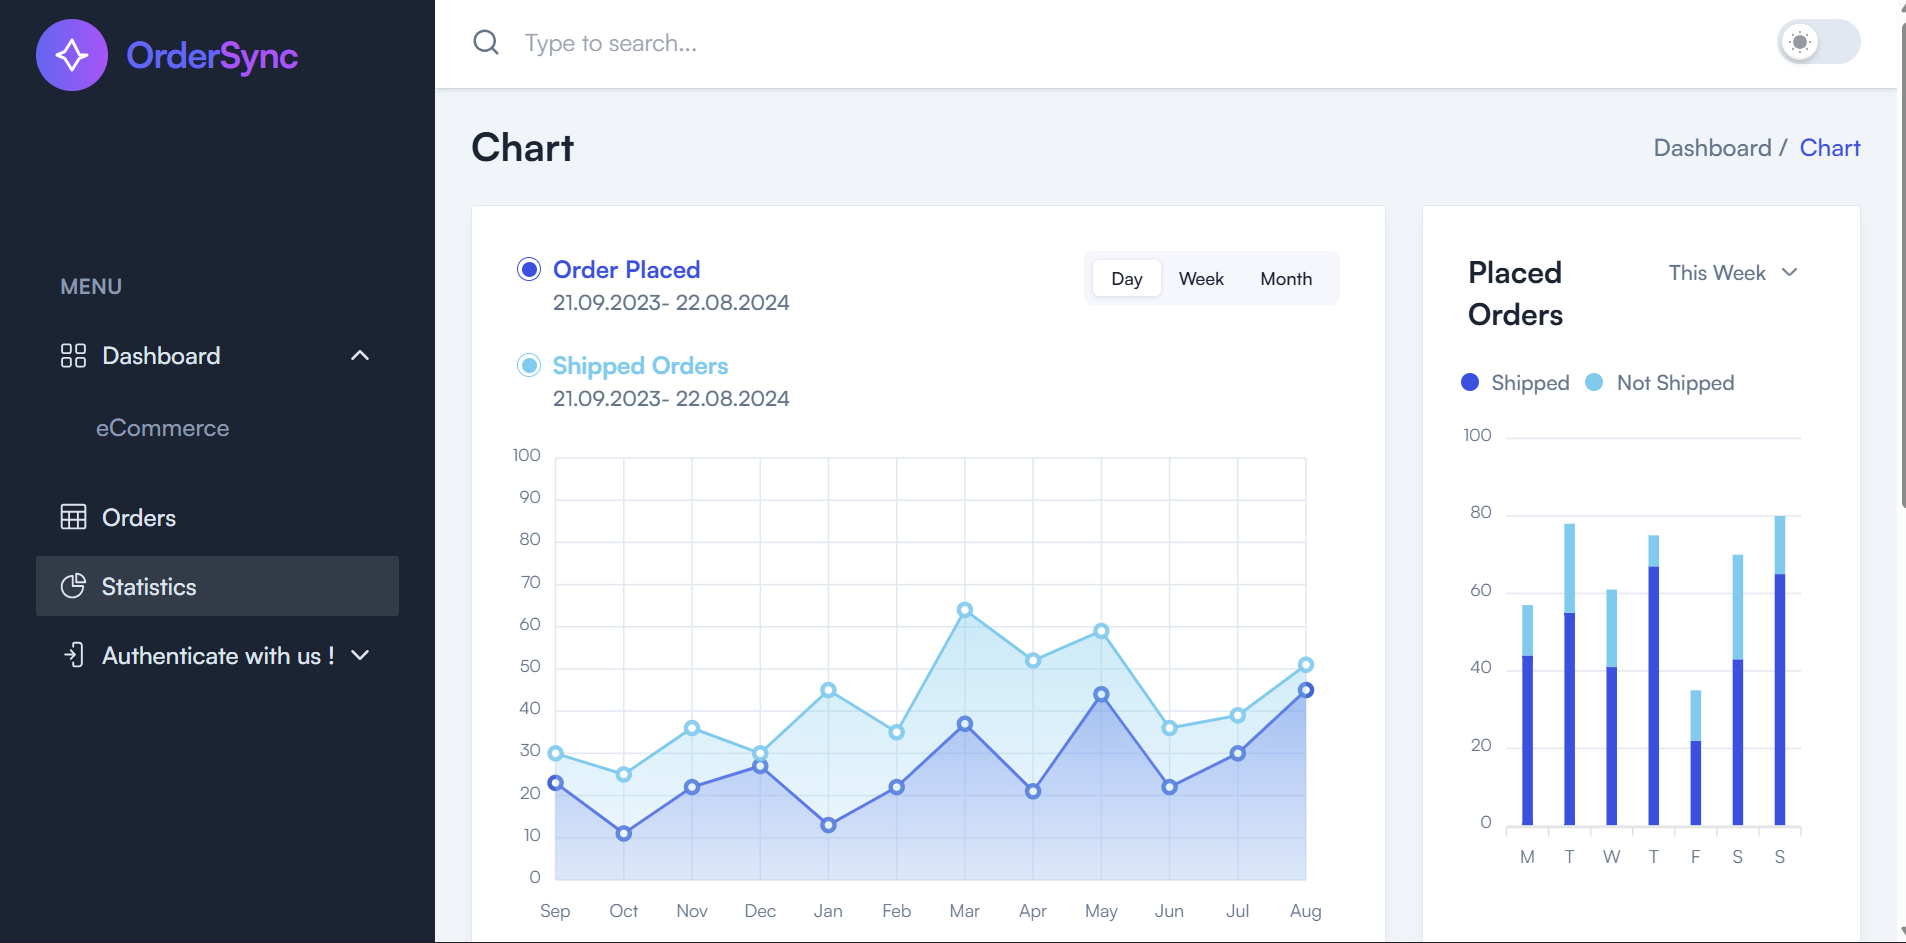 OrderSync
MENU
Dashboard
eCommerce
Orders
Statistics
Authenticate with us !
Type to search...
Chart
Dashboard / Chart
Order Placed
21.09.2023- 22.08.2024
Shipped Orders
21.09.2023- 22.08.2024
Day Week Month
100
90
80
70
60
50
40
30
20
10
0
Sep Oct Nov Dec Jan Feb Mar Apr May Jun Jul Aug
Placed
Orders
This Week
Shipped Not Shipped
100
80
60
40
20
0
M T W T F S S